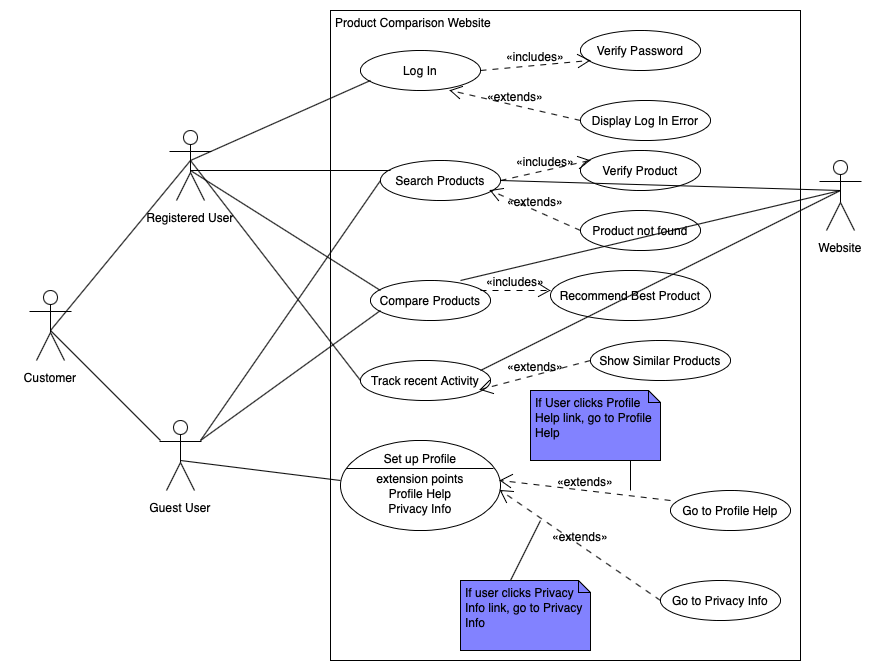 Product Comparison Website
Log In
«includes»
Verify Password
«extends»
Display Log In Error
Registered User
Search Products
«includes»
Verify Product
«extends»
Product not found
Website
Compare Products
«includes»
Recommend Best Product
Customer
Track recent Activity
«extends»
Show Similar Products
If User clicks Profile
Help link, go to Profile
Help
Guest User
Set up Profile
extension points
Profile Help
Privacy Info
«extends»
Go to Profile Help
«extends»
If user clicks Privacy
Info link, go to Privacy
Info
Go to Privacy Info